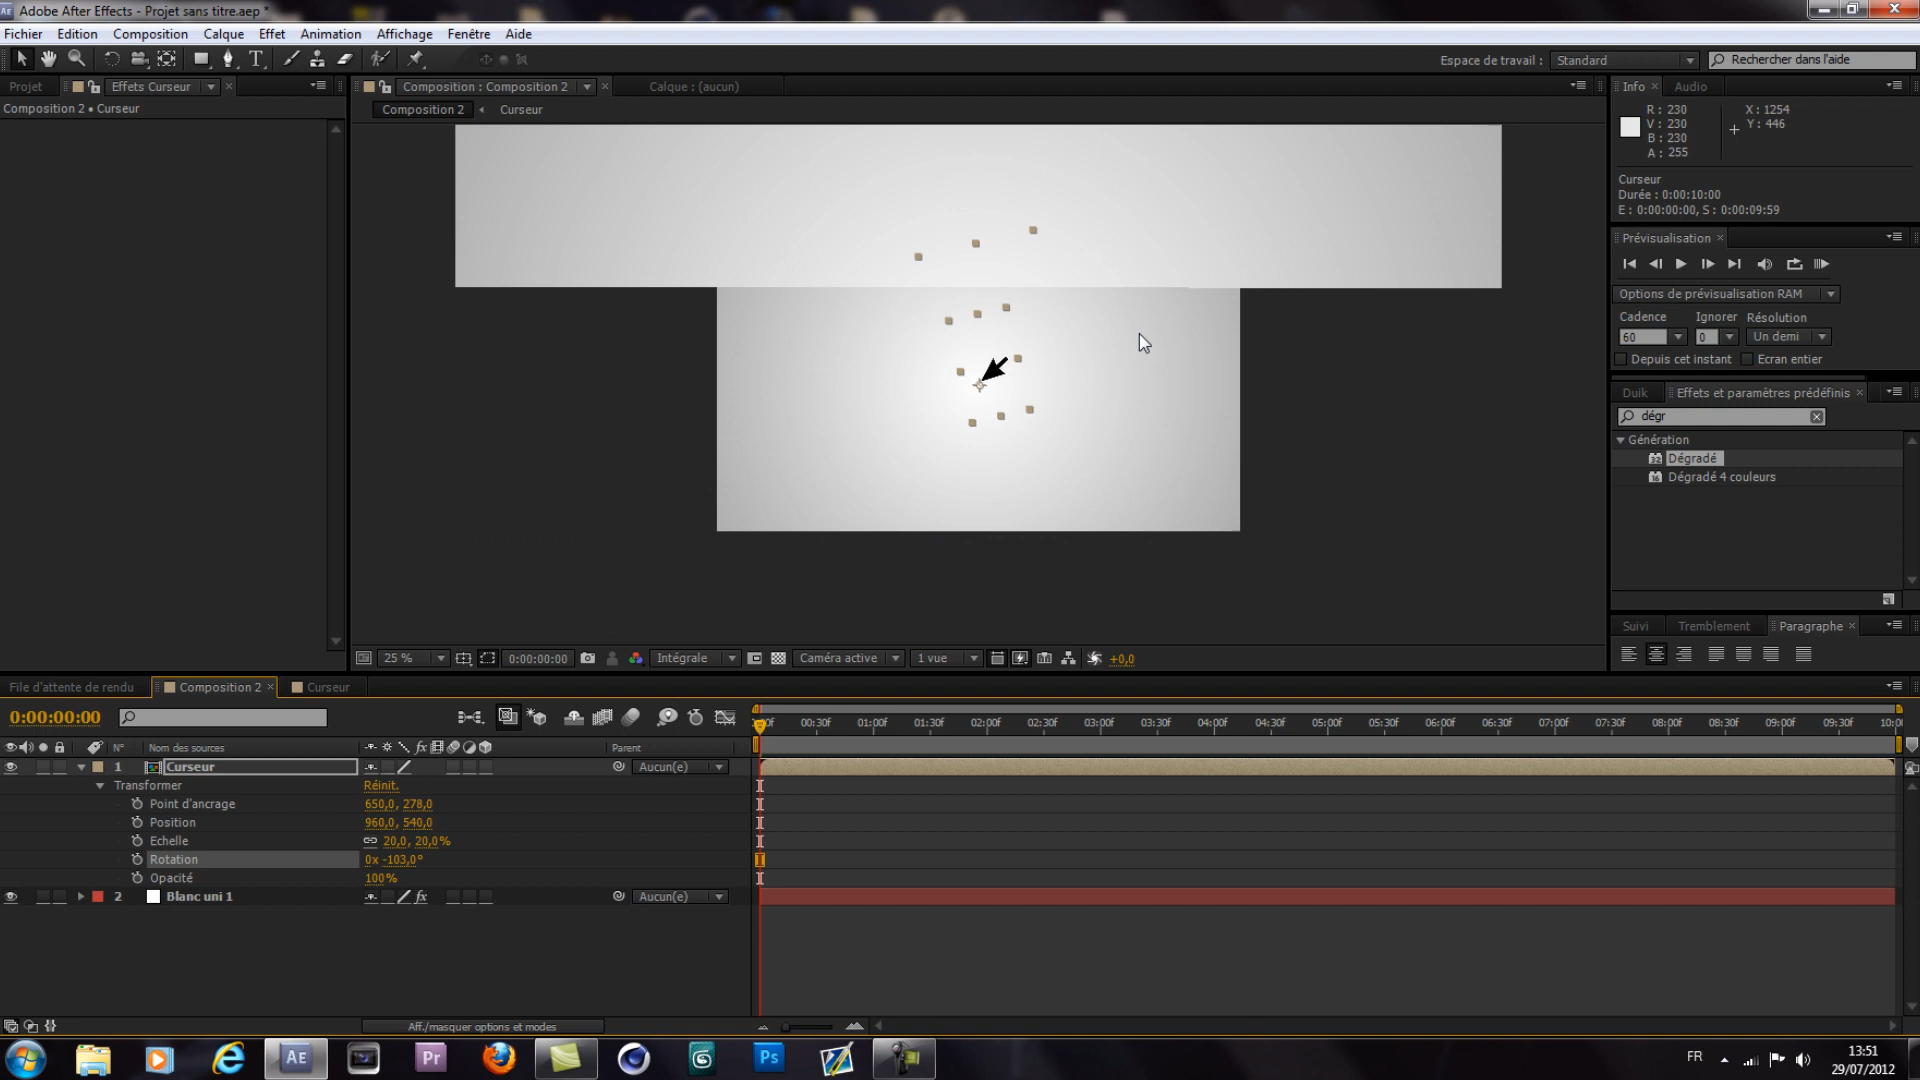 Adobe After Effects - Projet sans titre.aep *
Fichier Edition Composition Calque Effet Animation Affichage Fenêtre Aide
Espace de travail : Standard Rechercher dans l'aide
Projet Effets Curseur Composition : Composition 2 Calque : (aucun) Info Audio
Composition 2 • Curseur Composition 2 Curseur
R : 230 X : 1254
V : 230 Y : 446
B : 230
A : 255
Curseur
Durée : 0:00:10:00
E : 0:00:00:00, S : 0:00:09:59
Prévisualisation
Options de prévisualisation RAM
Cadence Ignorer Résolution
60 0 Un demi
Depuis cet instant Ecran entier
Duik Effets et paramètres prédéfinis
dégr
Génération
32 Dégradé
16 Dégradé 4 couleurs
Suivi Tremblement Paragraphe
25 % 0:00:00:00 Intégrale Caméra active 1 vue +0,0
File d'attente de rendu Composition 2 Curseur
0:00:00:00
00:30f 01:00f 01:30f 02:00f 02:30f 03:00f 03:30f 04:00f 04:30f 05:00f 05:30f 06:00f 06:30f 07:00f 07:30f 08:00f 08:30f 09:00f 09:30f 10:0
N° Nom des sources fx Parent
1 Curseur Aucun(e)
Transformer Réinit.
Point d'ancrage 650,0, 278,0
Position 960,0, 540,0
Echelle 20,0, 20,0%
Rotation 0x -103,0°
Opacité 100%
2 Blanc uni 1 fx Aucun(e)
Aff./masquer options et modes
AE Pr Ps FR 13:51
29/07/2012